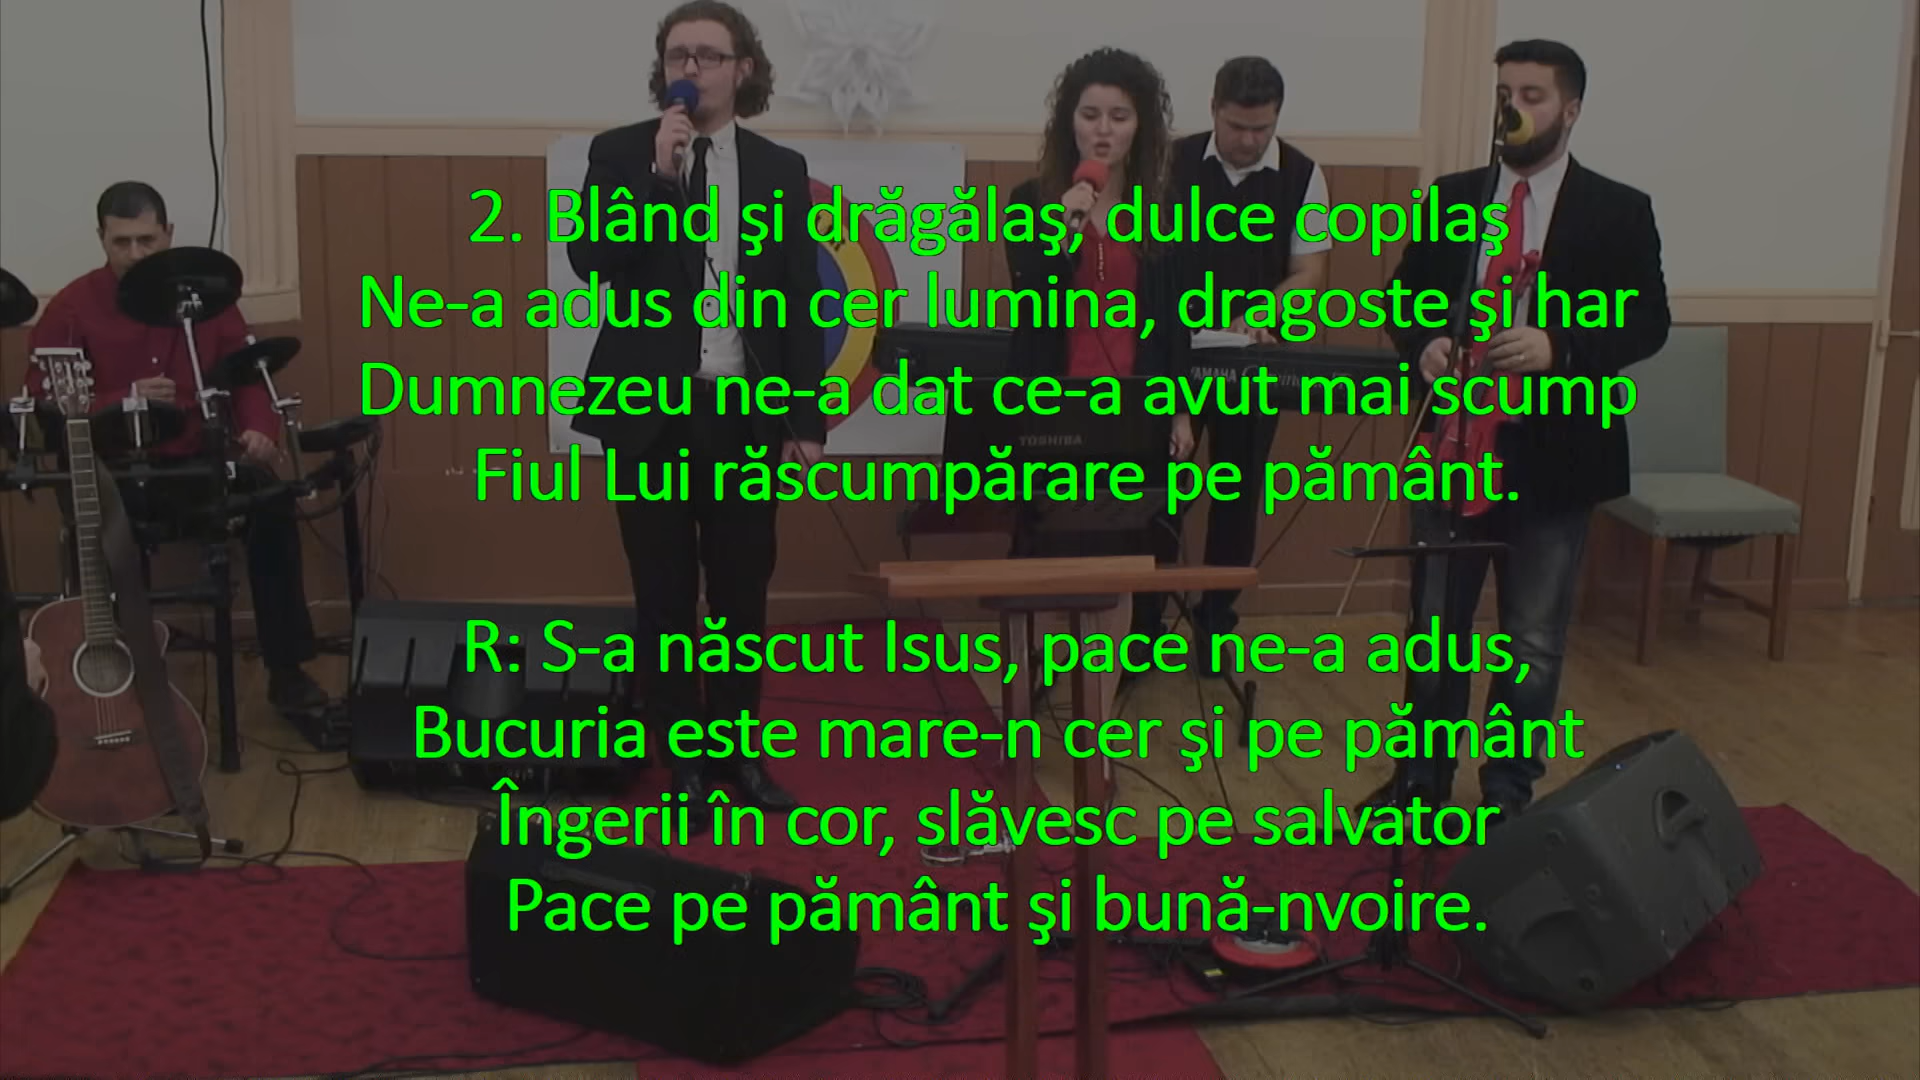 2. Blând şi drăgălaş, dulce copilaş
Ne-a adus din cer lumina, dragoste şi har
Dumnezeu ne-a dat ce-a avut mai scump
Fiul Lui răscumpărare pe pământ.
R: S-a născut Isus, pace ne-a adus,
Bucuria este mare-n cer şi pe pământ
Îngerii în cor, slăvesc pe salvator
Pace pe pământ şi bună-nvoire.
YAMAHA
TOSHIBA